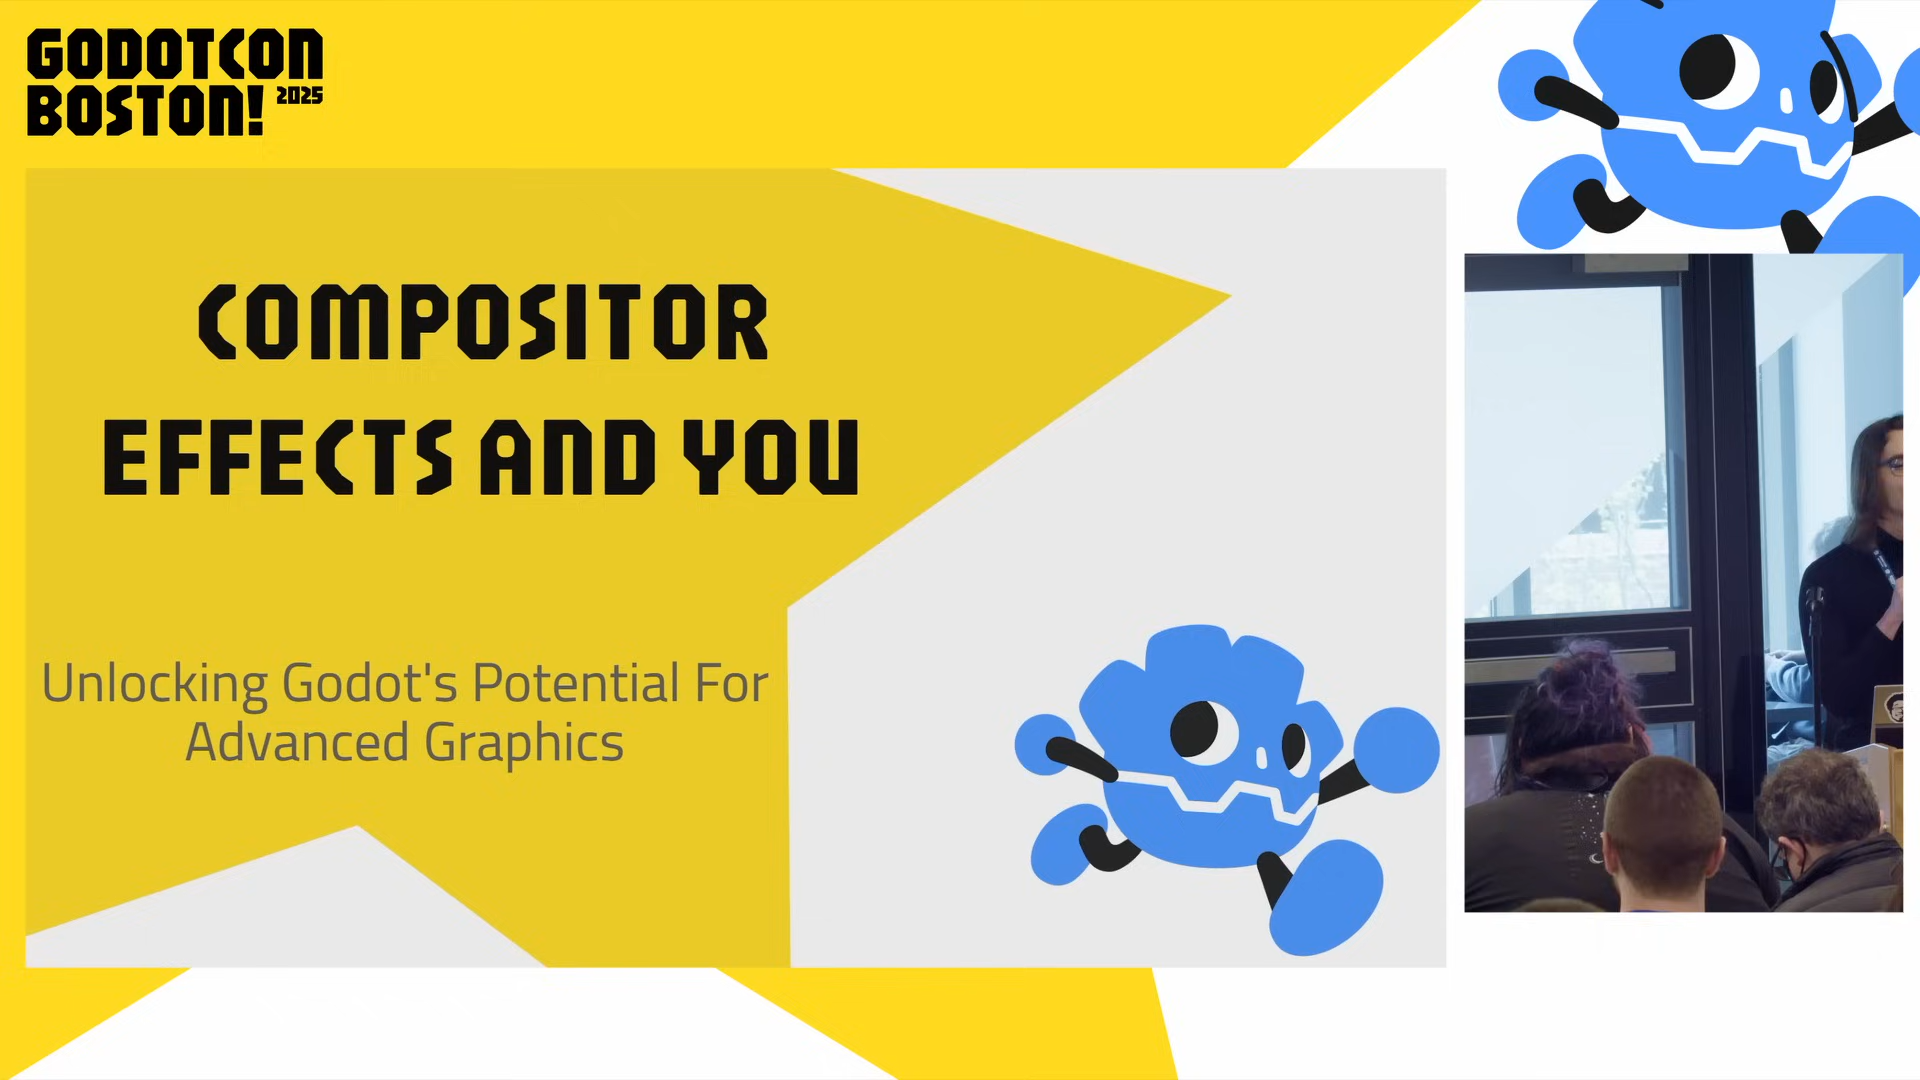 GODOTCON
BOSTON! 2025
COMPOSITOR
EFFECTS AND YOU
Unlocking Godot's Potential For
Advanced Graphics